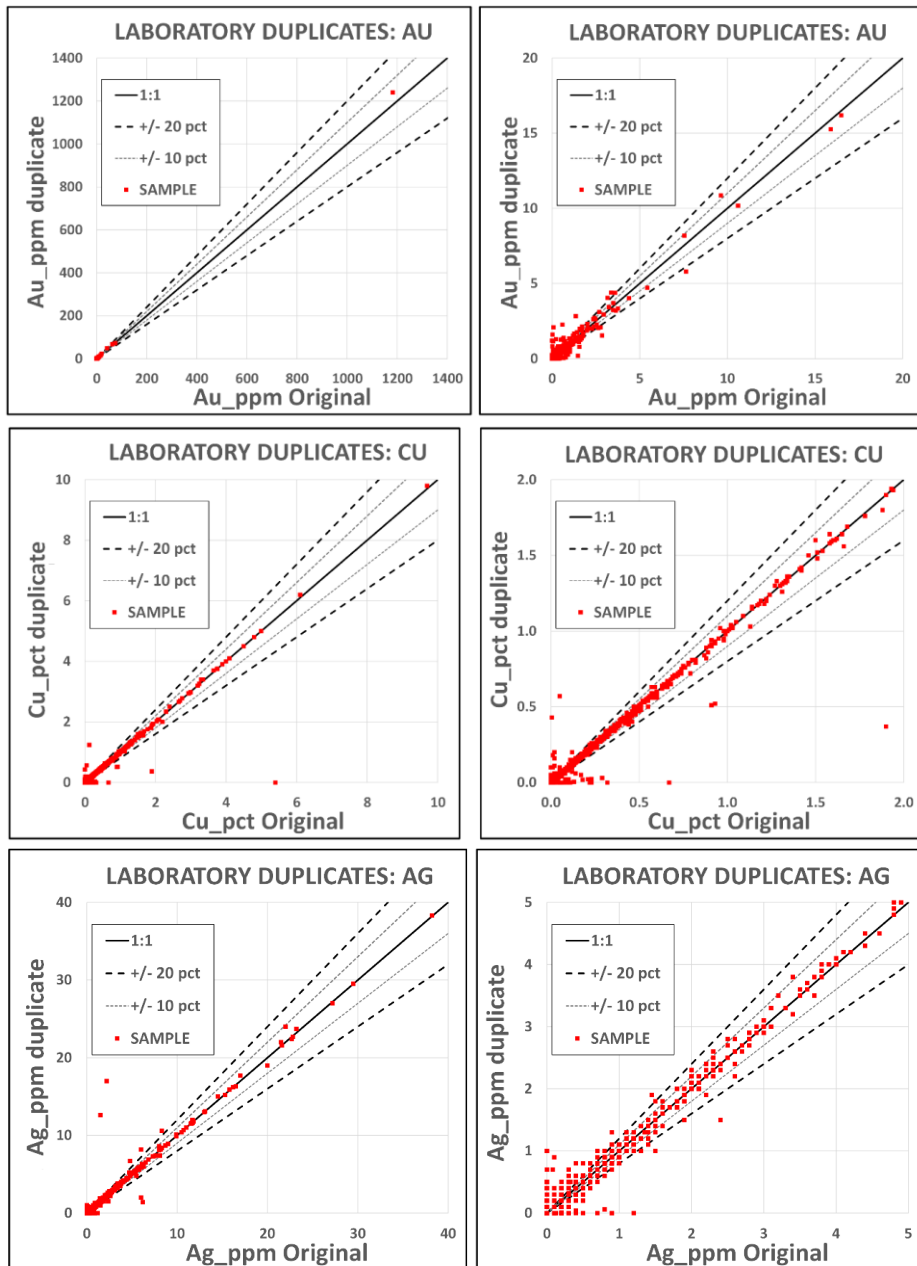 LABORATORY DUPLICATES: AU
1400
1200
1000
800
600
400
200
0
Au_ppm duplicate
1:1
+/- 20 pct
+/- 10 pct
SAMPLE
0 200 400 600 800 1000 1200 1400
Au_ppm Original
LABORATORY DUPLICATES: AU
20
15
10
5
0
Au_ppm duplicate
1:1
+/- 20 pct
+/- 10 pct
SAMPLE
0 5 10 15 20
Au_ppm Original
LABORATORY DUPLICATES: CU
10
8
6
4
2
0
Cu_pct duplicate
1:1
+/- 20 pct
+/- 10 pct
SAMPLE
0 2 4 6 8 10
Cu_pct Original
LABORATORY DUPLICATES: CU
2.0
1.5
1.0
0.5
0.0
Cu_pct duplicate
1:1
+/- 20 pct
+/- 10 pct
SAMPLE
0.0 0.5 1.0 1.5 2.0
Cu_pct Original
LABORATORY DUPLICATES: AG
40
30
20
10
0
Ag_ppm duplicate
1:1
+/- 20 pct
+/- 10 pct
SAMPLE
0 10 20 30 40
Ag_ppm Original
LABORATORY DUPLICATES: AG
5
4
3
2
1
0
Ag_ppm duplicate
1:1
+/- 20 pct
+/- 10 pct
SAMPLE
0 1 2 3 4 5
Ag_ppm Original